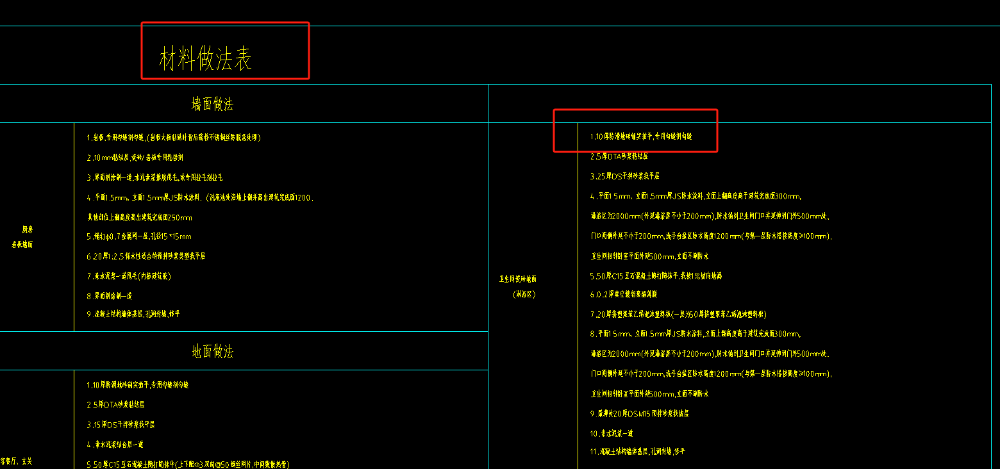 材料做法表
墙面做法
厨房
岩板墙面
1.岩板,专用勾缝剂勾缝,(岩板大板粘贴时背后需栓不锈钢丝防脱落处理)
2.10mm粘结层,瓷砖/岩板专用粘接剂
3.界面剂涂刷一道,水泥素浆掺胶甩毛,或专用拉毛剂拉毛
4.平面1.5mm、立面1.5mm厚JS防水涂料. (洗菜池处沿墙上翻并高出建筑完成面1200.
其他部位上翻高度高出建筑完成面250mm
5.铺钉φ0.7金属网一层,孔径15*15mm
6.20厚1:2.5保水性适合的预拌砂浆类型找平层
7.素水泥浆一道甩毛(内掺建筑胶)
8.界面剂涂刷一道
9.混凝土结构墙体基层,孔洞封堵,修平
地面做法
客餐厅、玄关
1.10厚防滑地砖铺实拍平,专用勾缝剂勾缝
2.5厚DTA砂浆粘结层
3.15厚DS干拌砂浆找平层
4.素水泥浆结合层一道
5.50厚C15豆石混凝土随打随抹平(上下配Φ3双向@50钢丝网片,中间敷散热管)
卫生间瓷砖地面
(淋浴区)
1.10厚防滑地砖铺实拍平,专用勾缝剂勾缝
2.5厚DTA砂浆粘结层
3.25厚DS干拌砂浆找平层
4.平面1.5mm、立面1.5mm厚JS防水涂料,立面上翻高度高于建筑完成面300mm,
淋浴区为2000mm(外延淋浴屏不小于200mm),防水铺到卫生间门口并延伸到门外500mm处.
门口两侧外延不小于200mm,洗手台盆区防水高度1200mm(与第一层防水搭接高度≥100mm).
卫生间相邻卧室平面外延500mm,立面不刷防水
5.50厚C15豆石混凝土随打随抹平,找坡1%坡向地漏
6.0.2厚真空镀铝聚酯薄膜
7.20厚挤塑聚苯乙烯泡沫塑料板(一层为50厚挤塑聚苯乙烯泡沫塑料板)
8.平面1.5mm、立面1.5mm厚JS防水涂料,立面上翻高度高于建筑完成面300mm,
淋浴区为2000mm(外延淋浴屏不小于200mm),防水铺到卫生间门口并延伸到门外500mm处.
门口两侧外延不小于200mm,洗手台盆区防水高度1200mm(与第一层防水搭接高度≥100mm).
卫生间相邻卧室平面外延500mm,立面不刷防水
9.最薄处20厚DSM15预拌砂浆找坡层
10.素水泥浆一道
11.混凝土结构墙体基层,孔洞封堵,修平